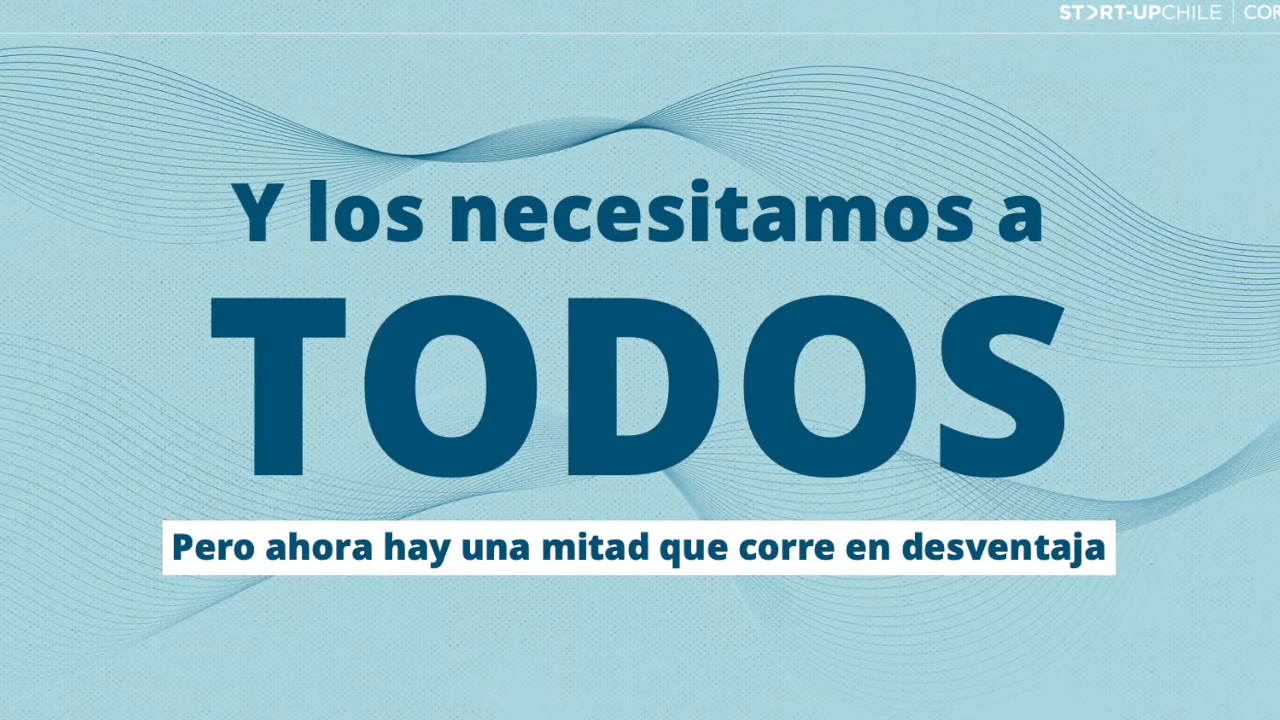 START-UPCHILE
Y los necesitamos a
TODOS
Pero ahora hay una mitad que corre en desventaja